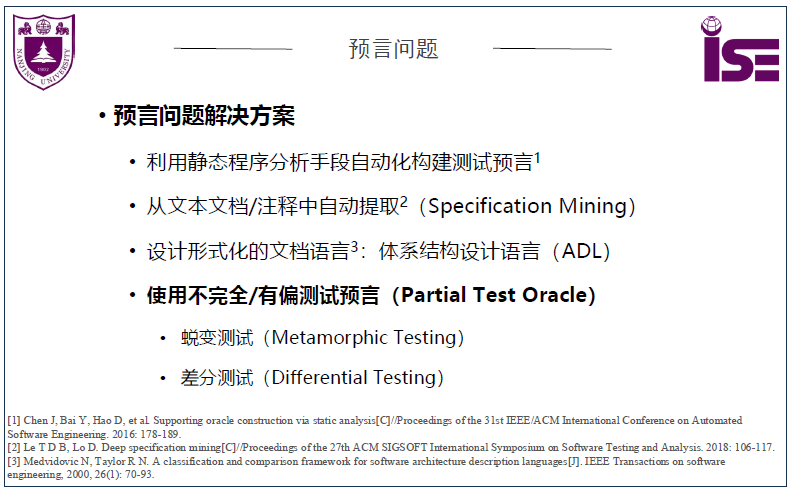 预言问题
NANJING UNIVERSITY
1902
iSE
• 预言问题解决方案
• 利用静态程序分析手段自动化构建测试预言1
• 从文本文档/注释中自动提取2（Specification Mining）
• 设计形式化的文档语言3：体系结构设计语言（ADL）
• 使用不完全/有偏测试预言（Partial Test Oracle）
• 蜕变测试（Metamorphic Testing）
• 差分测试（Differential Testing）
[1] Chen J, Bai Y, Hao D, et al. Supporting oracle construction via static analysis[C]//Proceedings of the 31st IEEE/ACM International Conference on Automated
Software Engineering. 2016: 178-189.
[2] Le T D B, Lo D. Deep specification mining[C]//Proceedings of the 27th ACM SIGSOFT International Symposium on Software Testing and Analysis. 2018: 106-117.
[3] Medvidovic N, Taylor R N. A classification and comparison framework for software architecture description languages[J]. IEEE Transactions on software
engineering, 2000, 26(1): 70-93.